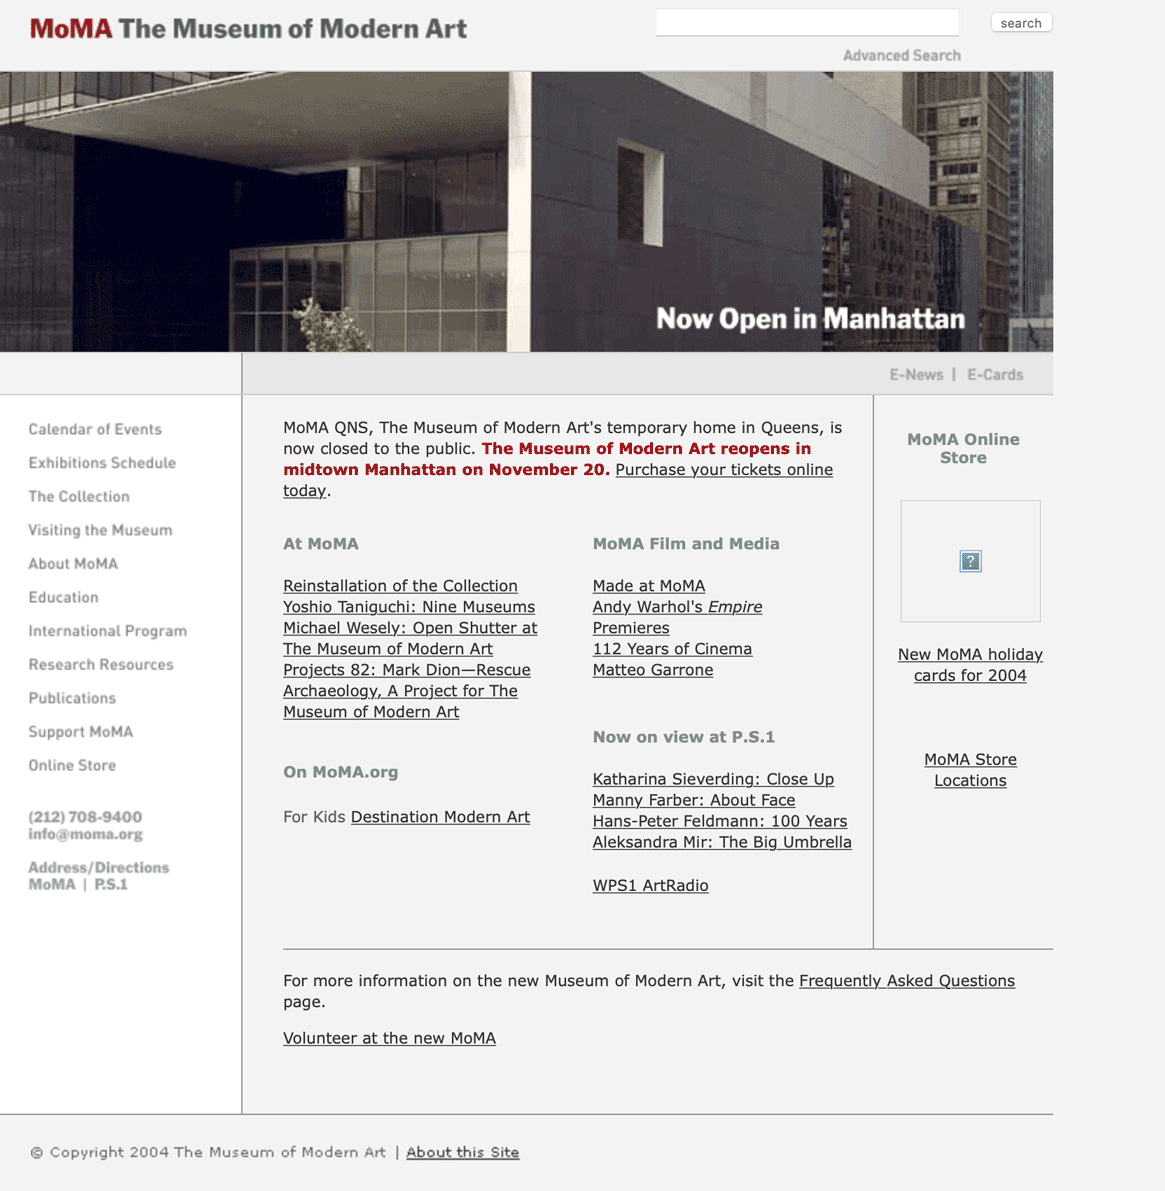 MoMA The Museum of Modern Art
search
Advanced Search
Now Open in Manhattan
E-News | E-Cards
Calendar of Events
Exhibitions Schedule
The Collection
Visiting the Museum
About MoMA
Education
International Program
Research Resources
Publications
Support MoMA
Online Store
(212) 708-9400
info@moma.org
Address/Directions
MoMA | P.S.1
MoMA QNS, The Museum of Modern Art's temporary home in Queens, is
now closed to the public. The Museum of Modern Art reopens in
midtown Manhattan on November 20. Purchase your tickets online
today.
At MoMA
Reinstallation of the Collection
Yoshio Taniguchi: Nine Museums
Michael Wesely: Open Shutter at
The Museum of Modern Art
Projects 82: Mark Dion—Rescue
Archaeology, A Project for The
Museum of Modern Art
On MoMA.org
For Kids Destination Modern Art
MoMA Film and Media
Made at MoMA
Andy Warhol's Empire
Premieres
112 Years of Cinema
Matteo Garrone
Now on view at P.S.1
Katharina Sieverding: Close Up
Manny Farber: About Face
Hans-Peter Feldmann: 100 Years
Aleksandra Mir: The Big Umbrella
WPS1 ArtRadio
MoMA Online
Store
?
New MoMA holiday
cards for 2004
MoMA Store
Locations
For more information on the new Museum of Modern Art, visit the Frequently Asked Questions
page.
Volunteer at the new MoMA
© Copyright 2004 The Museum of Modern Art | About this Site